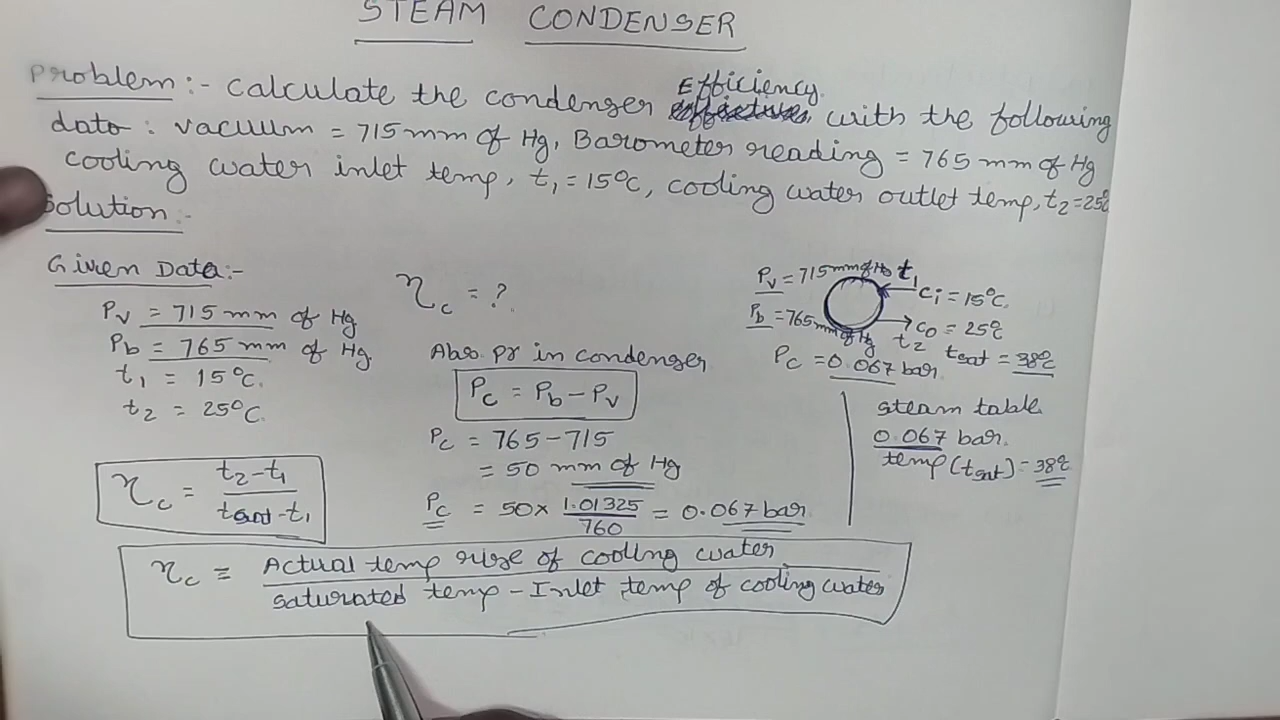 STEAM CONDENSER
Problem:- Calculate the condenser Efficiency with the following
data: vacuum = 715 mm of Hg, Barometer reading = 765 mm of Hg
cooling water inlet temp, t₁ = 15°C, cooling water outlet temp, t₂ = 25°C
Solution:-
Given Data:-
Pv = 715 mm of Hg
Pb = 765 mm of Hg
t₁ = 15°C.
t₂ = 25°C.
ηc = t₂-t₁ / tsat-t₁
ηc = ?
Abs. pr in condenser
Pc = Pb - Pv
Pc = 765 - 715
= 50 mm of Hg
Pc = 50 × 1.01325 / 760 = 0.067 bar
Pv = 715 mm of Hg t₁
Ci = 15°C.
Pb = 765 mm of Hg
Co = 25°C
t₂
Pc = 0.067 bar. tsat = 38°C
steam table
0.067 bar.
temp (tsat) = 38°C
ηc = Actual temp rise of cooling water
saturated temp - Inlet temp of cooling water